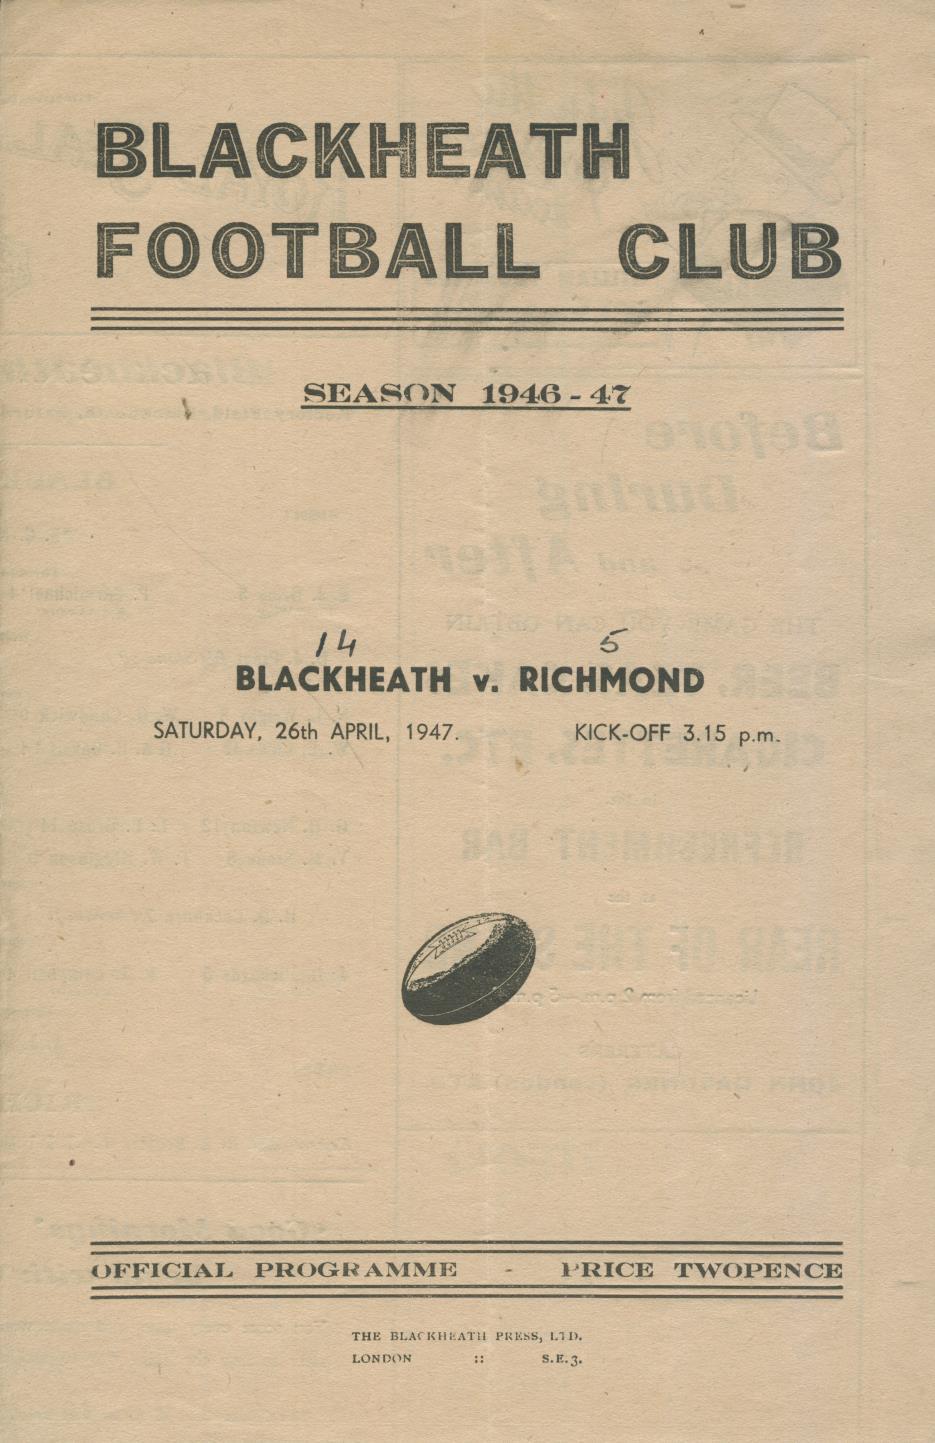 BLACKHEATH
FOOTBALL CLUB
SEASON 1946-47
14 5
BLACKHEATH v. RICHMOND
SATURDAY, 26th APRIL, 1947. KICK-OFF 3.15 p.m.
OFFICIAL PROGRAMME - PRICE TWOPENCE
THE BLACKHEATH PRESS, LTD.
LONDON :: S.E.3.